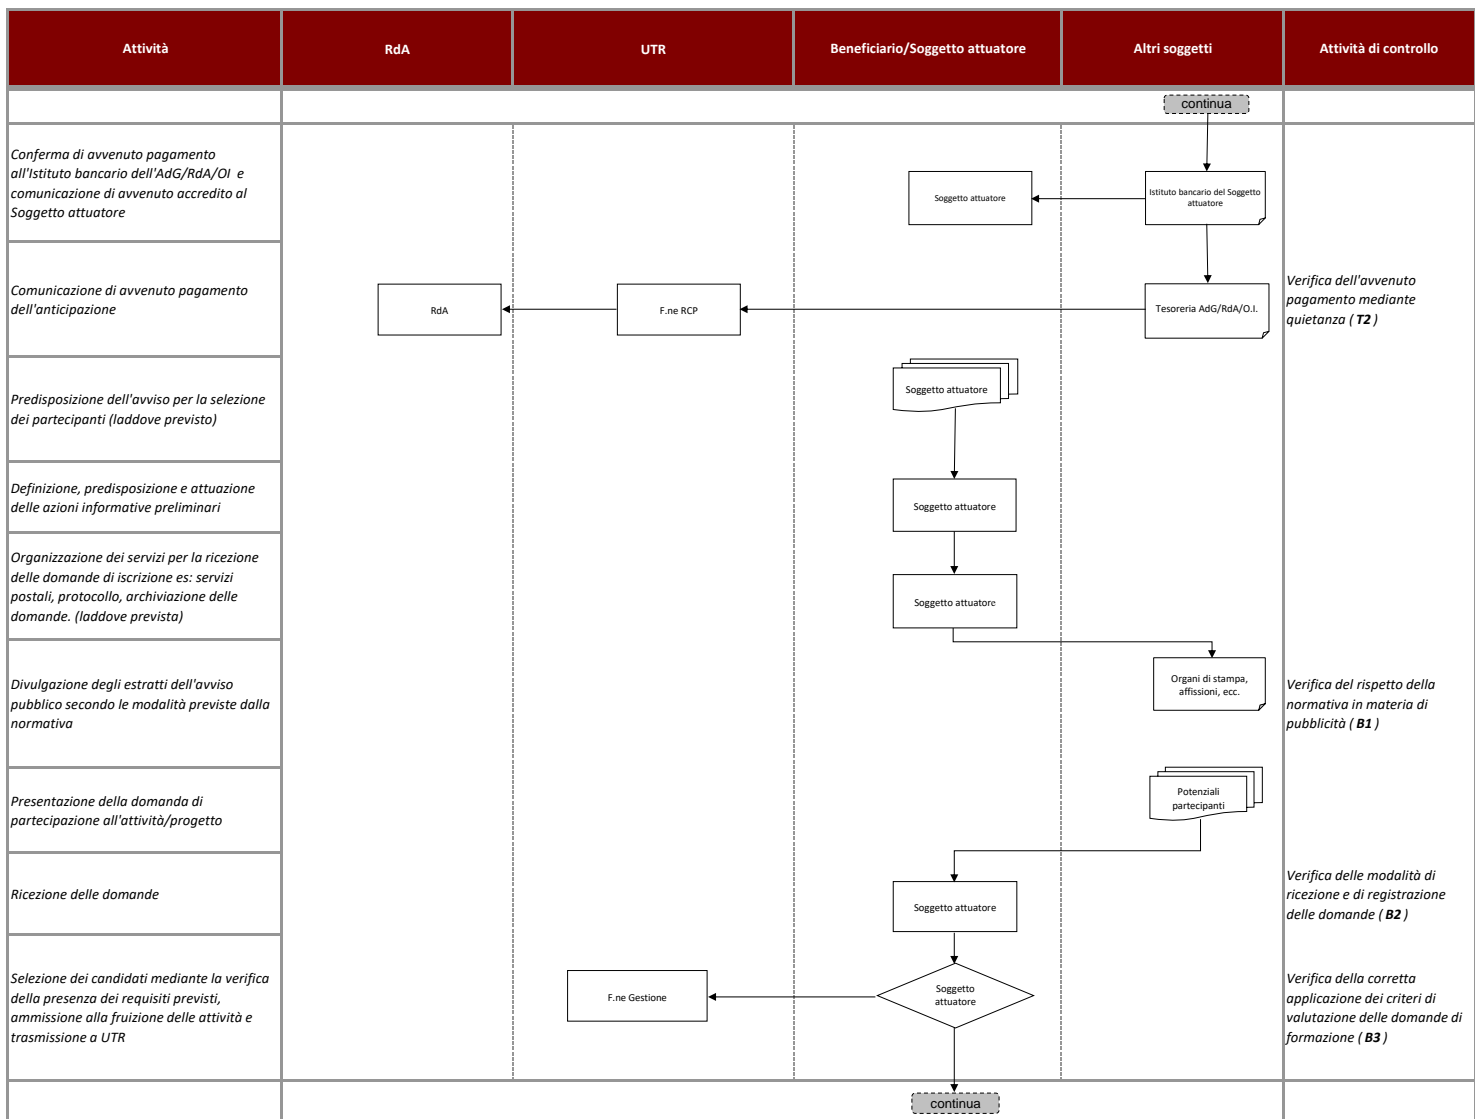 Attività
RdA
UTR
Beneficiario/Soggetto attuatore
Altri soggetti
Attività di controllo
continua
Conferma di avvenuto pagamento
all'Istituto bancario dell'AdG/RdA/OI e
comunicazione di avvenuto accredito al
Soggetto attuatore
Soggetto attuatore
Istituto bancario del Soggetto
attuatore
Comunicazione di avvenuto pagamento
dell'anticipazione
RdA
F.ne RCP
Tesoreria AdG/RdA/O.I.
Verifica dell'avvenuto
pagamento mediante
quietanza ( T2 )
Predisposizione dell'avviso per la selezione
dei partecipanti (laddove previsto)
Soggetto attuatore
Definizione, predisposizione e attuazione
delle azioni informative preliminari
Soggetto attuatore
Organizzazione dei servizi per la ricezione
delle domande di iscrizione es: servizi
postali, protocollo, archiviazione delle
domande. (laddove prevista)
Soggetto attuatore
Divulgazione degli estratti dell'avviso
pubblico secondo le modalità previste dalla
normativa
Organi di stampa,
affissioni, ecc.
Verifica del rispetto della
normativa in materia di
pubblicità ( B1 )
Presentazione della domanda di
partecipazione all'attività/progetto
Potenziali
partecipanti
Ricezione delle domande
Soggetto attuatore
Verifica delle modalità di
ricezione e di registrazione
delle domande ( B2 )
Selezione dei candidati mediante la verifica
della presenza dei requisiti previsti,
ammissione alla fruizione delle attività e
trasmissione a UTR
F.ne Gestione
Soggetto
attuatore
Verifica della corretta
applicazione dei criteri di
valutazione delle domande di
formazione ( B3 )
continua